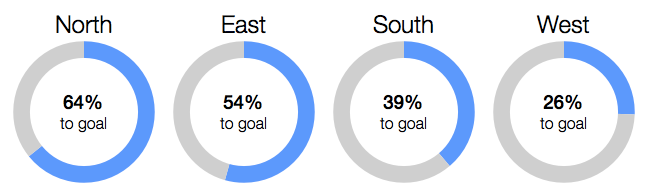 North
64%
to goal
East
54%
to goal
South
39%
to goal
West
26%
to goal